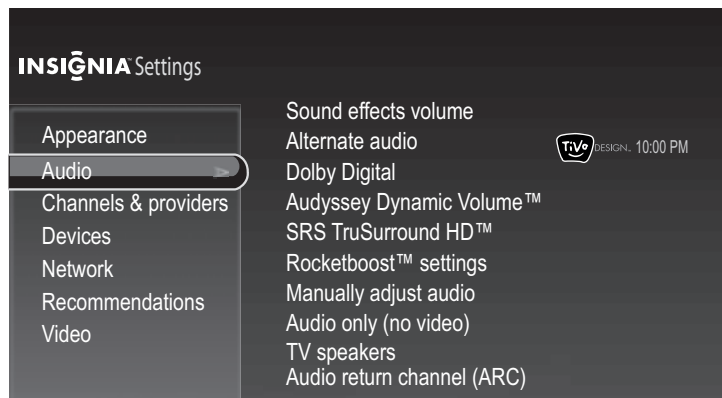 INSIGNIA™ Settings
Appearance
Audio
Channels & providers
Devices
Network
Recommendations
Video
Sound effects volume
Alternate audio
Dolby Digital
Audyssey Dynamic Volume™
SRS TruSurround HD™
Rocketboost™ settings
Manually adjust audio
Audio only (no video)
TV speakers
Audio return channel (ARC)
TiVo DESIGN™ 10:00 PM